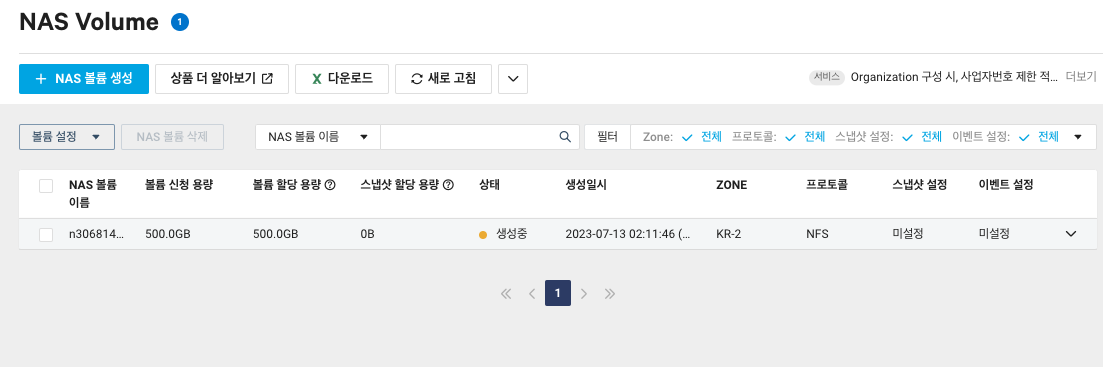 NAS Volume 1
+ NAS 볼륨 생성 상품 더 알아보기 X 다운로드 새로 고침 서비스 Organization 구성 시, 사업자번호 제한 적... 더보기
볼륨 설정 NAS 볼륨 삭제 NAS 볼륨 이름 필터 Zone: 전체 프로토콜: 전체 스냅샷 설정: 전체 이벤트 설정: 전체
NAS 볼륨 이름 볼륨 신청 용량 볼륨 할당 용량 ? 스냅샷 할당 용량 ? 상태 생성일시 ZONE 프로토콜 스냅샷 설정 이벤트 설정
n306814... 500.0GB 500.0GB 0B 생성중 2023-07-13 02:11:46 (... KR-2 NFS 미설정 미설정
1